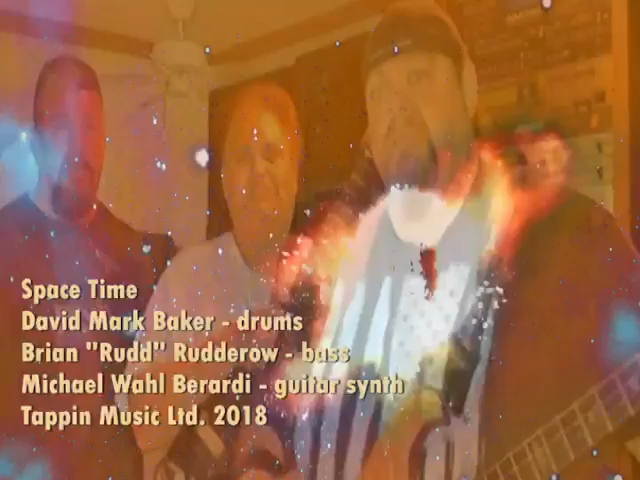 Space Time
David Mark Baker - drums
Brian "Rudd" Rudderow - bass
Michael Wahl Berardi - guitar synth
Tappin Music Ltd. 2018